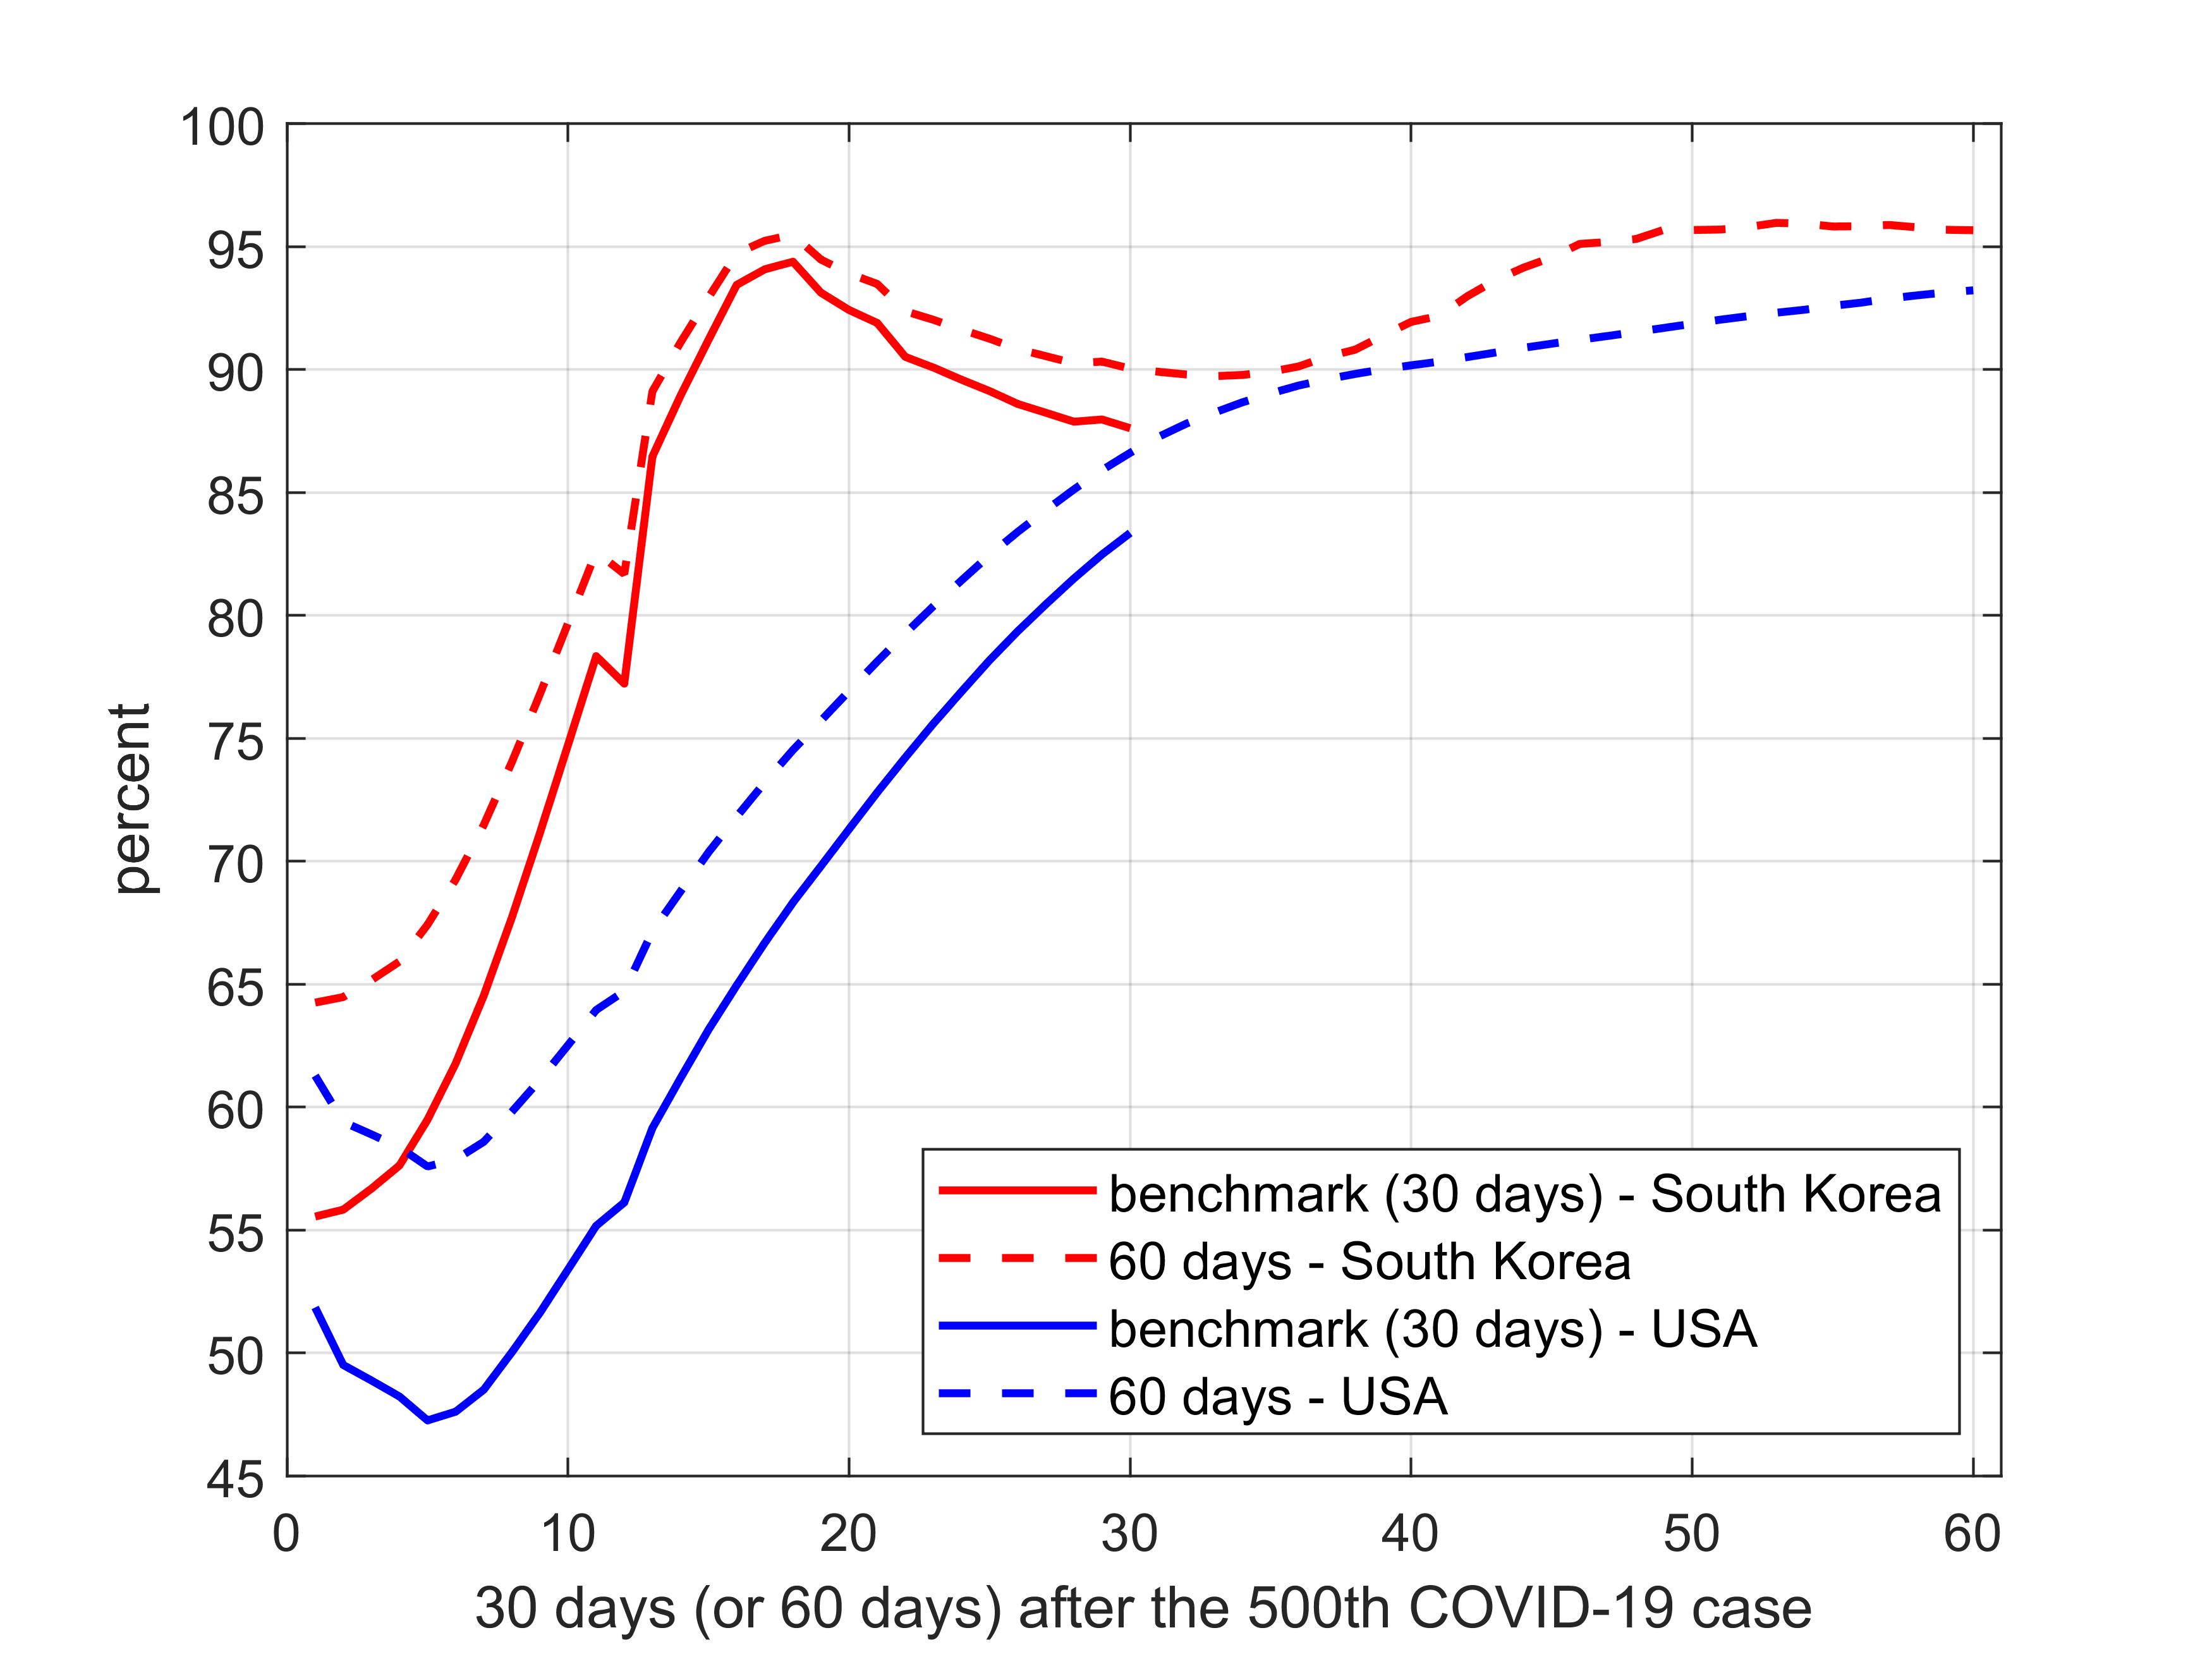 100
95
90
85
80
75
70
65
60
55
50
45
percent
benchmark (30 days) - South Korea
60 days - South Korea
benchmark (30 days) - USA
60 days - USA
0 10 20 30 40 50 60
30 days (or 60 days) after the 500th COVID-19 case